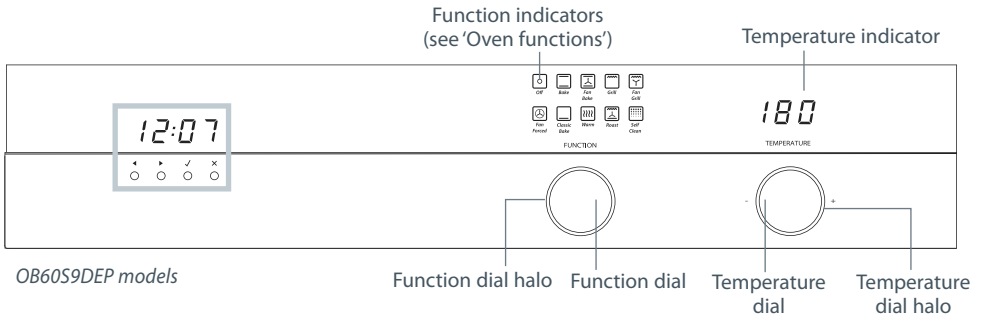 Function indicators
(see ‘Oven functions’)
Temperature indicator
Off Bake Fan Bake Grill Fan Grill
Fan Forced Classic Bake Warm Roast Self Clean
12:07
180
FUNCTION
TEMPERATURE
- +
OB60S9DEP models
Function dial halo
Function dial
Temperature
dial
Temperature
dial halo